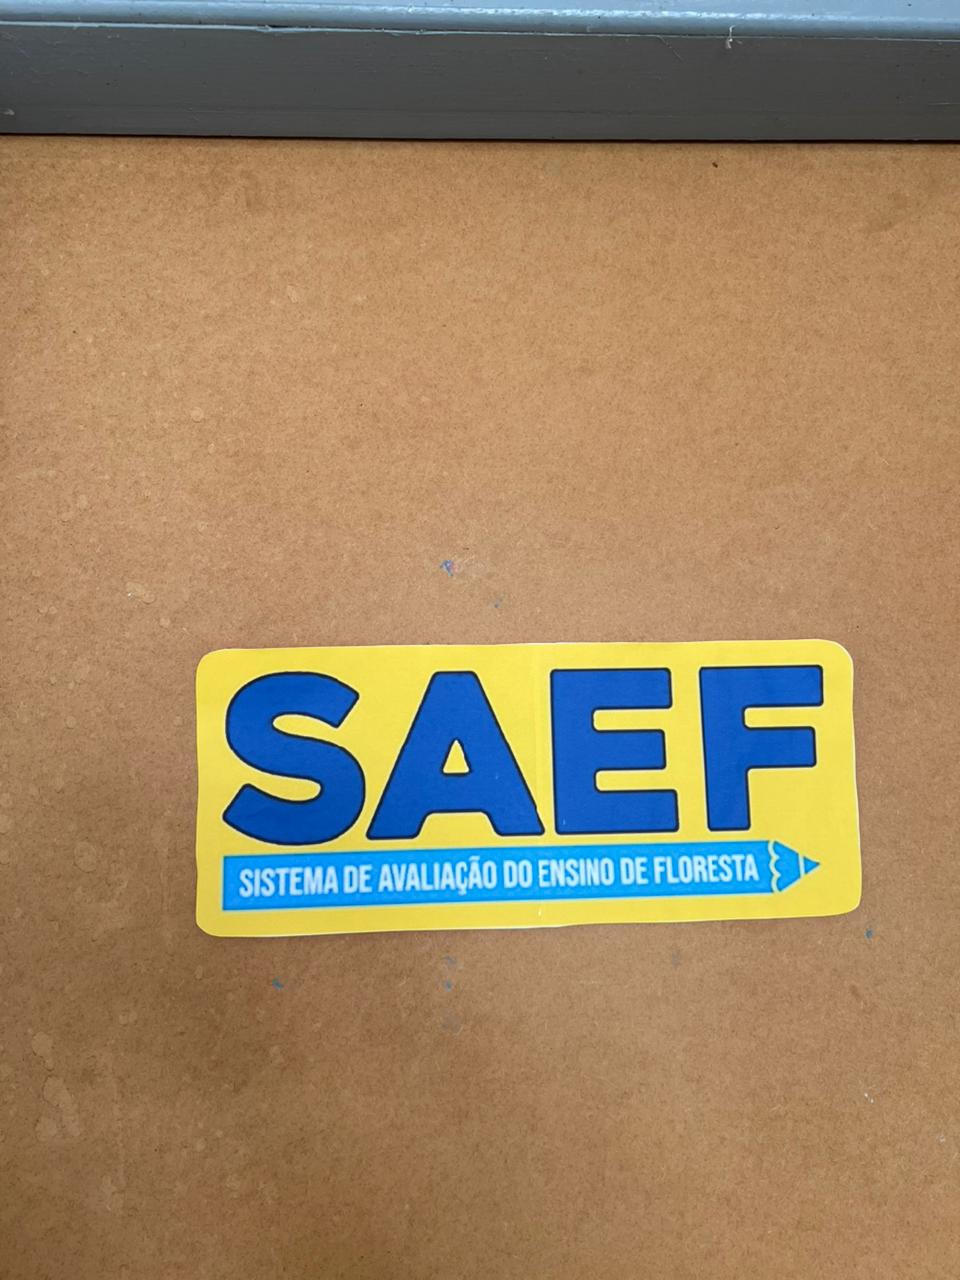 SAEF
SISTEMA DE AVALIAÇÃO DO ENSINO DE FLORESTA